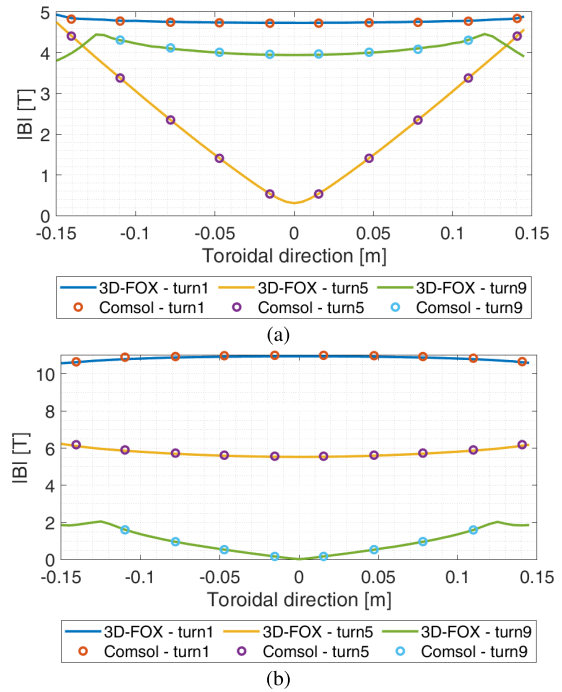 5
4
3
2
1
0
|B| [T]
-0.15 -0.1 -0.05 0 0.05 0.1 0.15
Toroidal direction [m]
3D-FOX - turn1 3D-FOX - turn5 3D-FOX - turn9
Comsol - turn1 Comsol - turn5 Comsol - turn9
(a)
10
8
6
4
2
0
|B| [T]
-0.15 -0.1 -0.05 0 0.05 0.1 0.15
Toroidal direction [m]
3D-FOX - turn1 3D-FOX - turn5 3D-FOX - turn9
Comsol - turn1 Comsol - turn5 Comsol - turn9
(b)